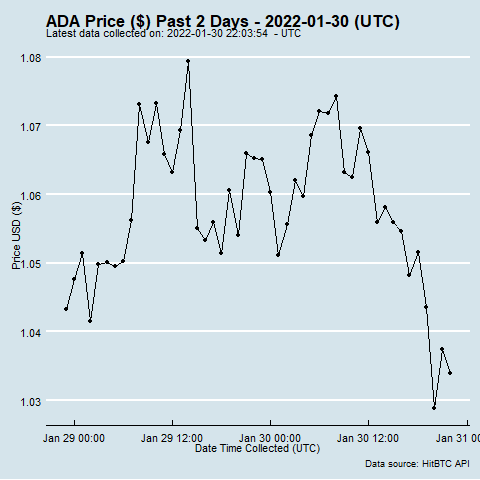 ADA Price ($) Past 2 Days - 2022-01-30 (UTC)
Latest data collected on: 2022-01-30 22:03:54 - UTC
1.08
1.07
1.06
1.05
1.04
1.03
Price USD ($)
Jan 29 00:00 Jan 29 12:00 Jan 30 00:00 Jan 30 12:00 Jan 31 0
Date Time Collected (UTC)
Data source: HitBTC API